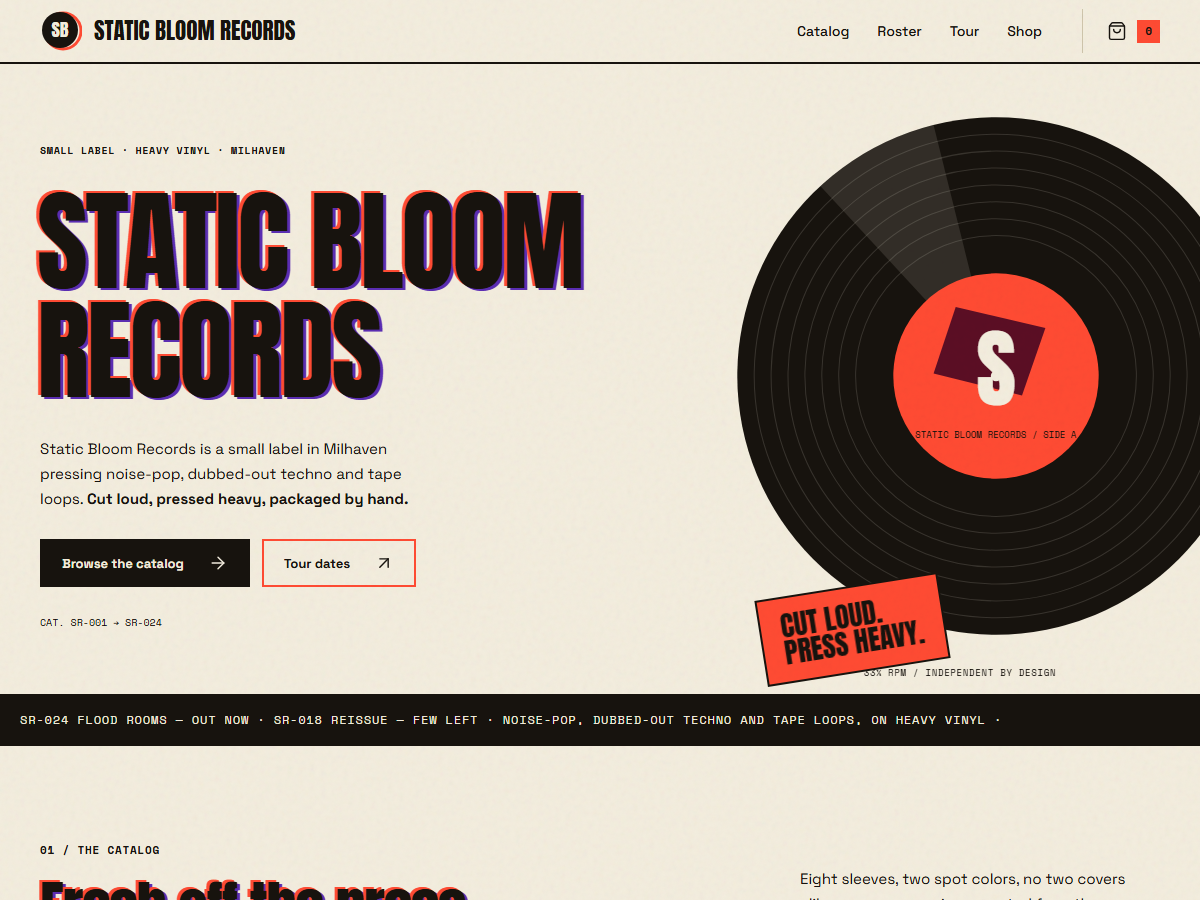 SB STATIC BLOOM RECORDS
Catalog Roster Tour Shop 0
SMALL LABEL · HEAVY VINYL · MILHAVEN
STATIC BLOOM
RECORDS
Static Bloom Records is a small label in Milhaven
pressing noise-pop, dubbed-out techno and tape
loops. Cut loud, pressed heavy, packaged by hand.
Browse the catalog →
Tour dates ↗
CAT. SR-001 → SR-024
S
STATIC BLOOM RECORDS / SIDE A
CUT LOUD.
PRESS HEAVY.
RPM / INDEPENDENT BY DESIGN
SR-024 FLOOD ROOMS — OUT NOW · SR-018 REISSUE — FEW LEFT · NOISE-POP, DUBBED-OUT TECHNO AND TAPE LOOPS, ON HEAVY VINYL ·
01 / THE CATALOG
Fresh off the press
Eight sleeves, two spot colors, no two covers